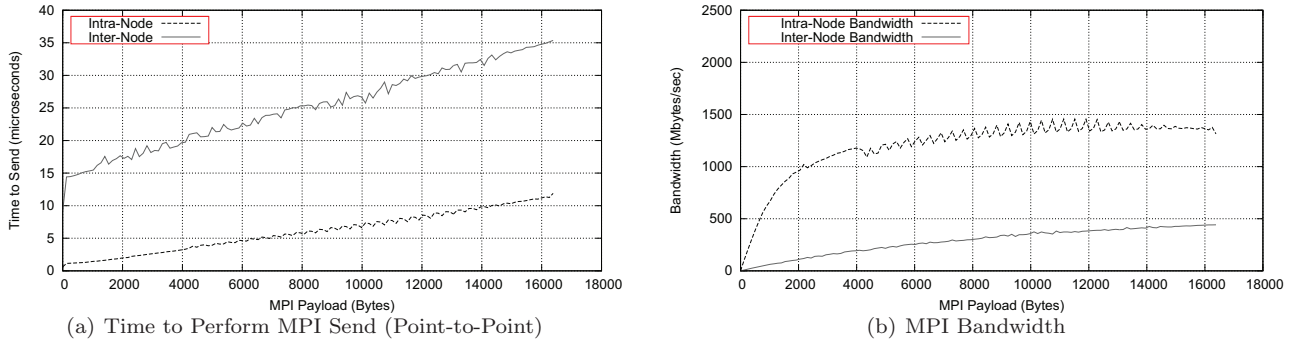 40
35
30
25
20
15
10
5
0
Time to Send (microseconds)
Intra-Node
Inter-Node
0 2000 4000 6000 8000 10000 12000 14000 16000 18000
MPI Payload (Bytes)
(a) Time to Perform MPI Send (Point-to-Point)
2500
2000
1500
1000
500
0
Bandwidth (Mbytes/sec)
Intra-Node Bandwidth
Inter-Node Bandwidth
0 2000 4000 6000 8000 10000 12000 14000 16000 18000
MPI Payload (Bytes)
(b) MPI Bandwidth